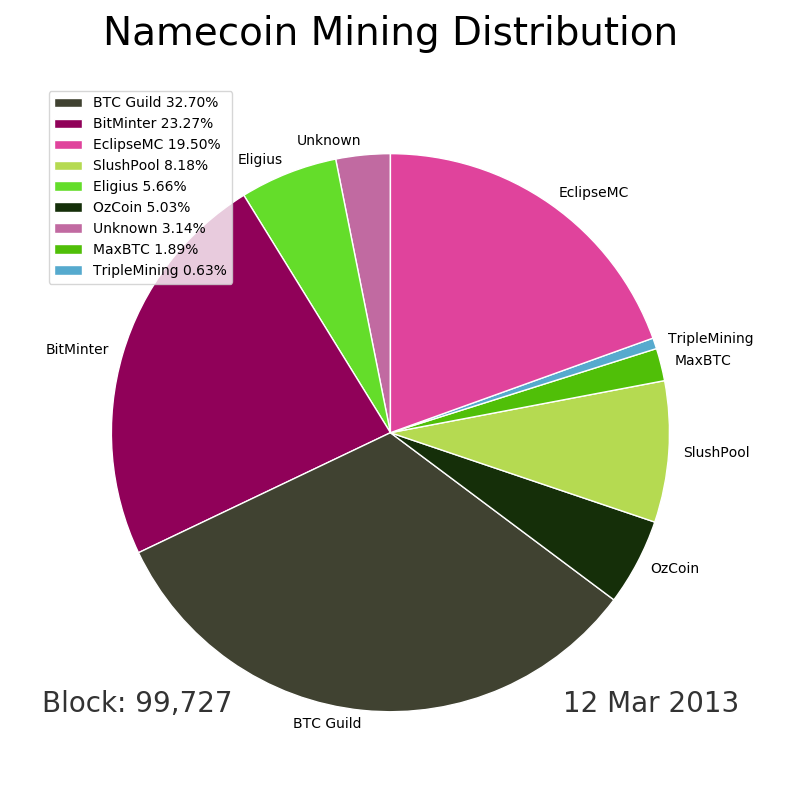 Namecoin Mining Distribution
BTC Guild 32.70%
BitMinter 23.27%
EclipseMC 19.50%
SlushPool 8.18%
Eligius 5.66%
OzCoin 5.03%
Unknown 3.14%
MaxBTC 1.89%
TripleMining 0.63%
Unknown
Eligius
EclipseMC
TripleMining
BitMinter
MaxBTC
SlushPool
OzCoin
Block: 99,727
12 Mar 2013
BTC Guild